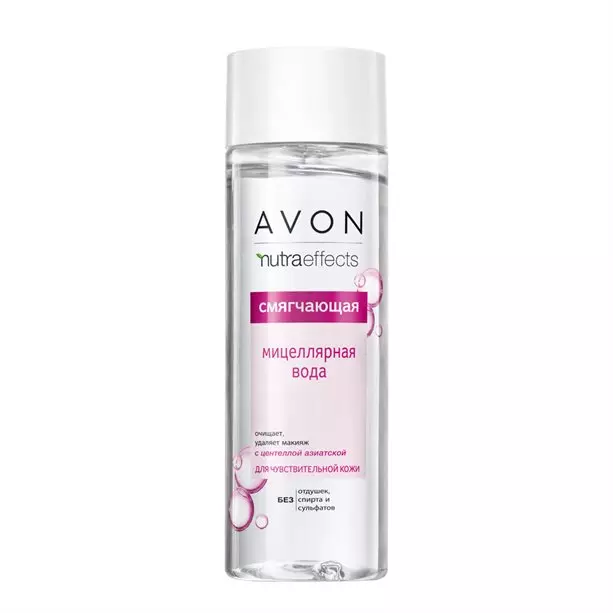 AVON
nutraeffects
смягчающая
мицеллярная
вода
очищает,
удаляет макияж
с центеллой азиатской
ДЛЯ ЧУВСТВИТЕЛЬНОЙ КОЖИ
БЕЗ отдушек,
спирта и
сульфатов